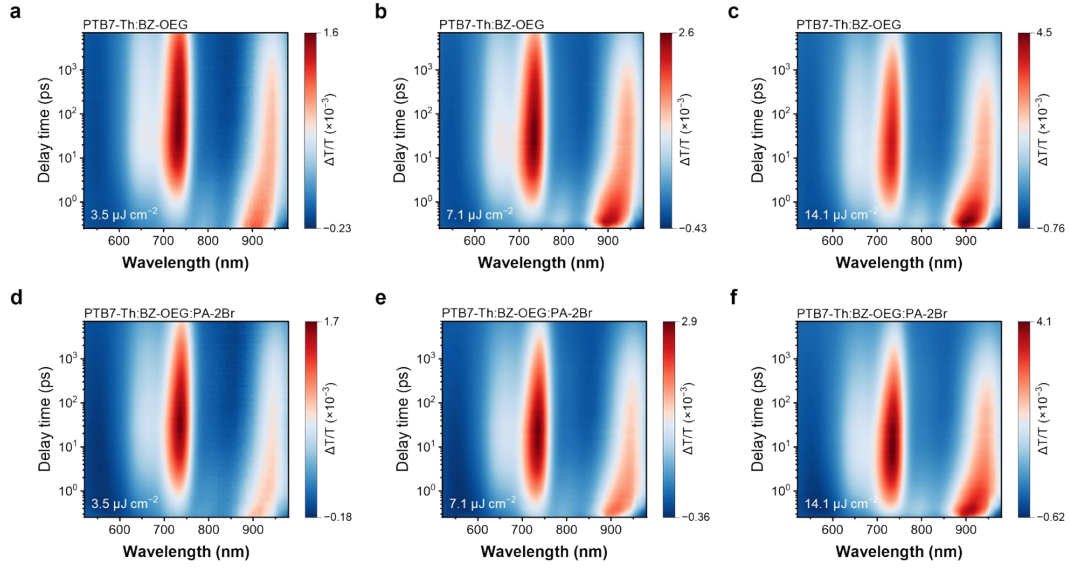 a
PTB7-Th:BZ-OEG
1.6
10³
10²
10¹
10⁰
Delay time (ps)
3.5 μJ cm⁻²
600 700 800 900
Wavelength (nm)
ΔT/T (×10⁻³)
−0.23
b
PTB7-Th:BZ-OEG
2.6
10³
10²
10¹
10⁰
Delay time (ps)
7.1 μJ cm⁻²
600 700 800 900
Wavelength (nm)
ΔT/T (×10⁻³)
−0.43
c
PTB7-Th:BZ-OEG
4.5
10³
10²
10¹
10⁰
Delay time (ps)
14.1 μJ cm⁻²
600 700 800 900
Wavelength (nm)
ΔT/T (×10⁻³)
−0.76
d
PTB7-Th:BZ-OEG:PA-2Br
1.7
10³
10²
10¹
10⁰
Delay time (ps)
3.5 μJ cm⁻²
600 700 800 900
Wavelength (nm)
ΔT/T (×10⁻³)
−0.18
e
PTB7-Th:BZ-OEG:PA-2Br
2.9
10³
10²
10¹
10⁰
Delay time (ps)
7.1 μJ cm⁻²
600 700 800 900
Wavelength (nm)
ΔT/T (×10⁻³)
−0.36
f
PTB7-Th:BZ-OEG:PA-2Br
4.1
10³
10²
10¹
10⁰
Delay time (ps)
14.1 μJ cm⁻²
600 700 800 900
Wavelength (nm)
ΔT/T (×10⁻³)
−0.62